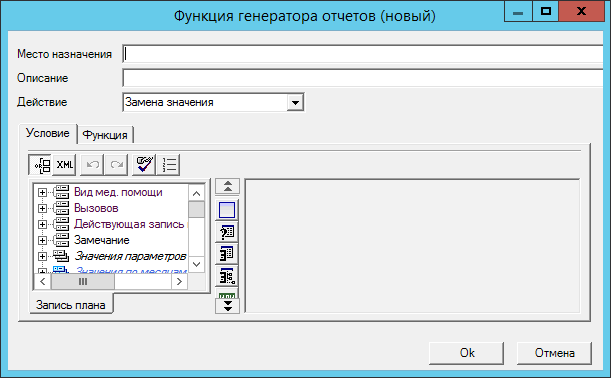 Функция генератора отчетов (новый)
Место назначения
Описание
Действие Замена значения
Условие Функция
XML
Вид мед. помощи
Вызовов
Действующая запись
Замечание
Значения параметров
Значения по месяцам
Запись плана
Ok Отмена